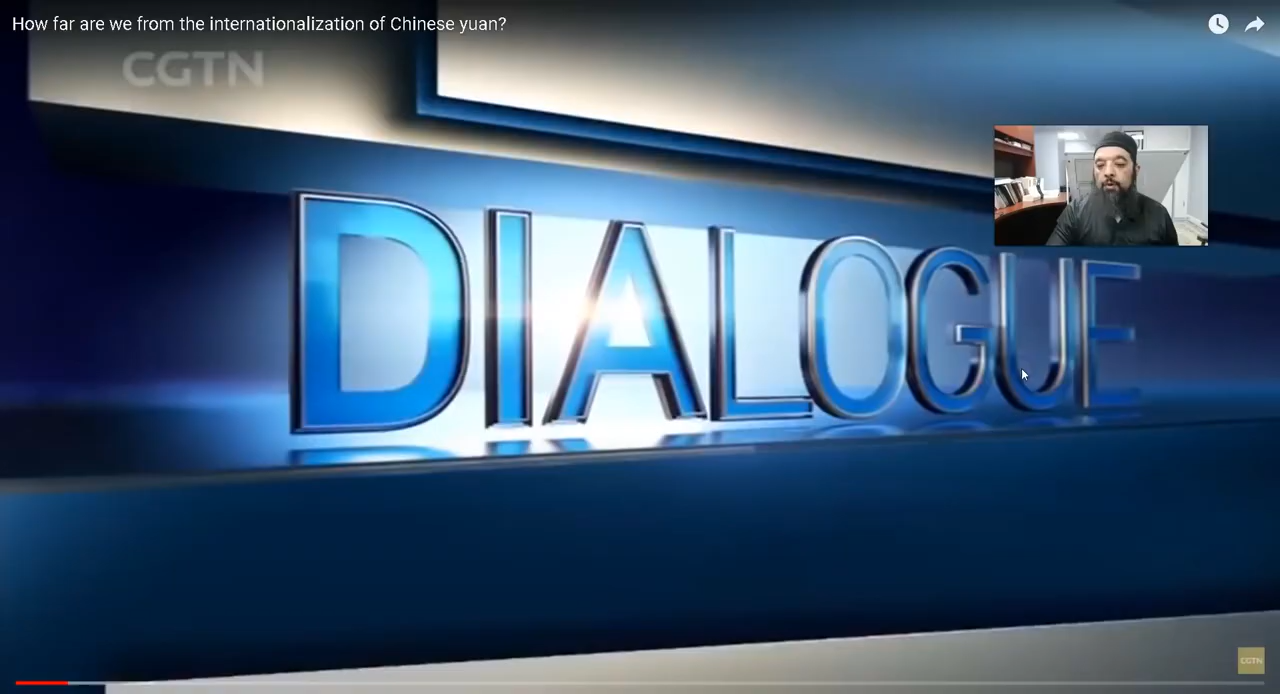 How far are we from the internationalization of Chinese yuan?
CGTN
DIALOGUE
CGTN